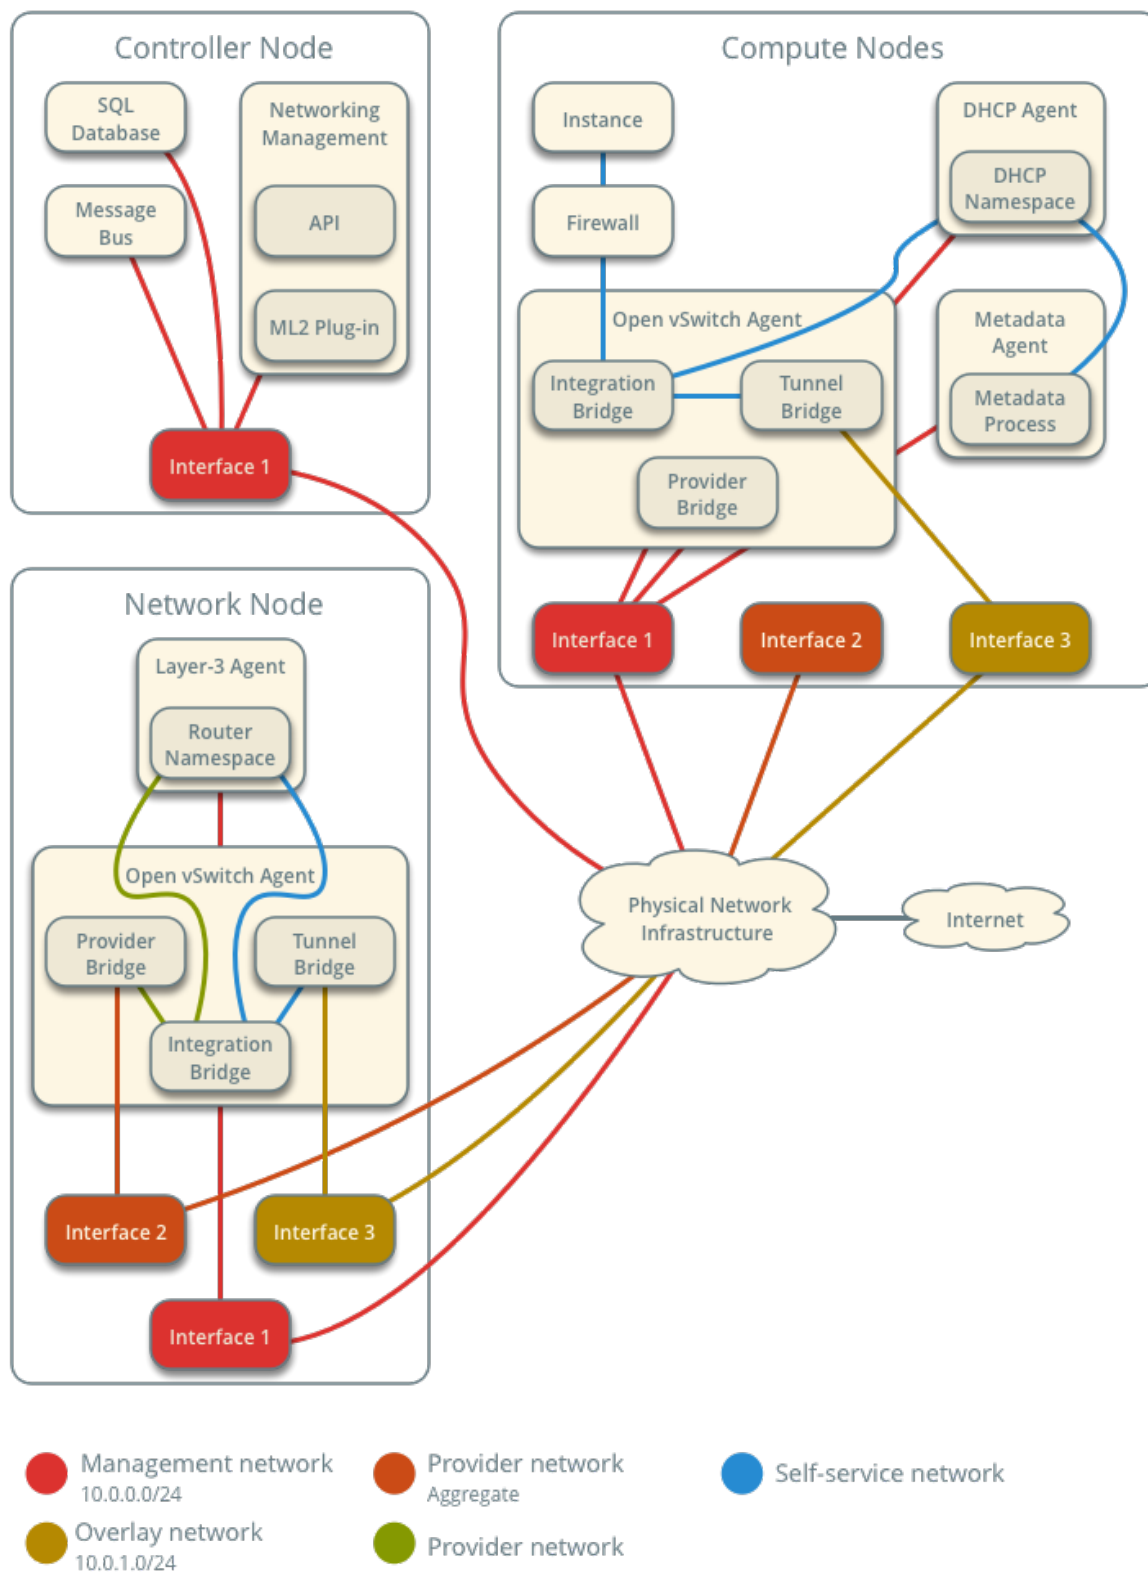 Controller Node
SQL
Database
Networking
Management
Message
Bus
API
ML2 Plug-in
Interface 1
Compute Nodes
Instance
DHCP Agent
DHCP
Namespace
Firewall
Open vSwitch Agent
Metadata
Agent
Integration
Bridge
Tunnel
Bridge
Metadata
Process
Provider
Bridge
Interface 1
Interface 2
Interface 3
Network Node
Layer-3 Agent
Router
Namespace
Open vSwitch Agent
Provider
Bridge
Tunnel
Bridge
Integration
Bridge
Interface 2
Interface 3
Interface 1
Physical Network
Infrastructure
Internet
Management network
10.0.0.0/24
Provider network
Aggregate
Self-service network
Overlay network
10.0.1.0/24
Provider network